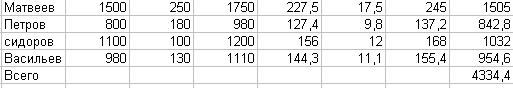 Матвеев 1500 250 1750 227,5 17,5 245 1505
Петров 800 180 980 127,4 9,8 137,2 842,8
сидоров 1100 100 1200 156 12 168 1032
Васильев 980 130 1110 144,3 11,1 155,4 954,6
Всего 4334,4